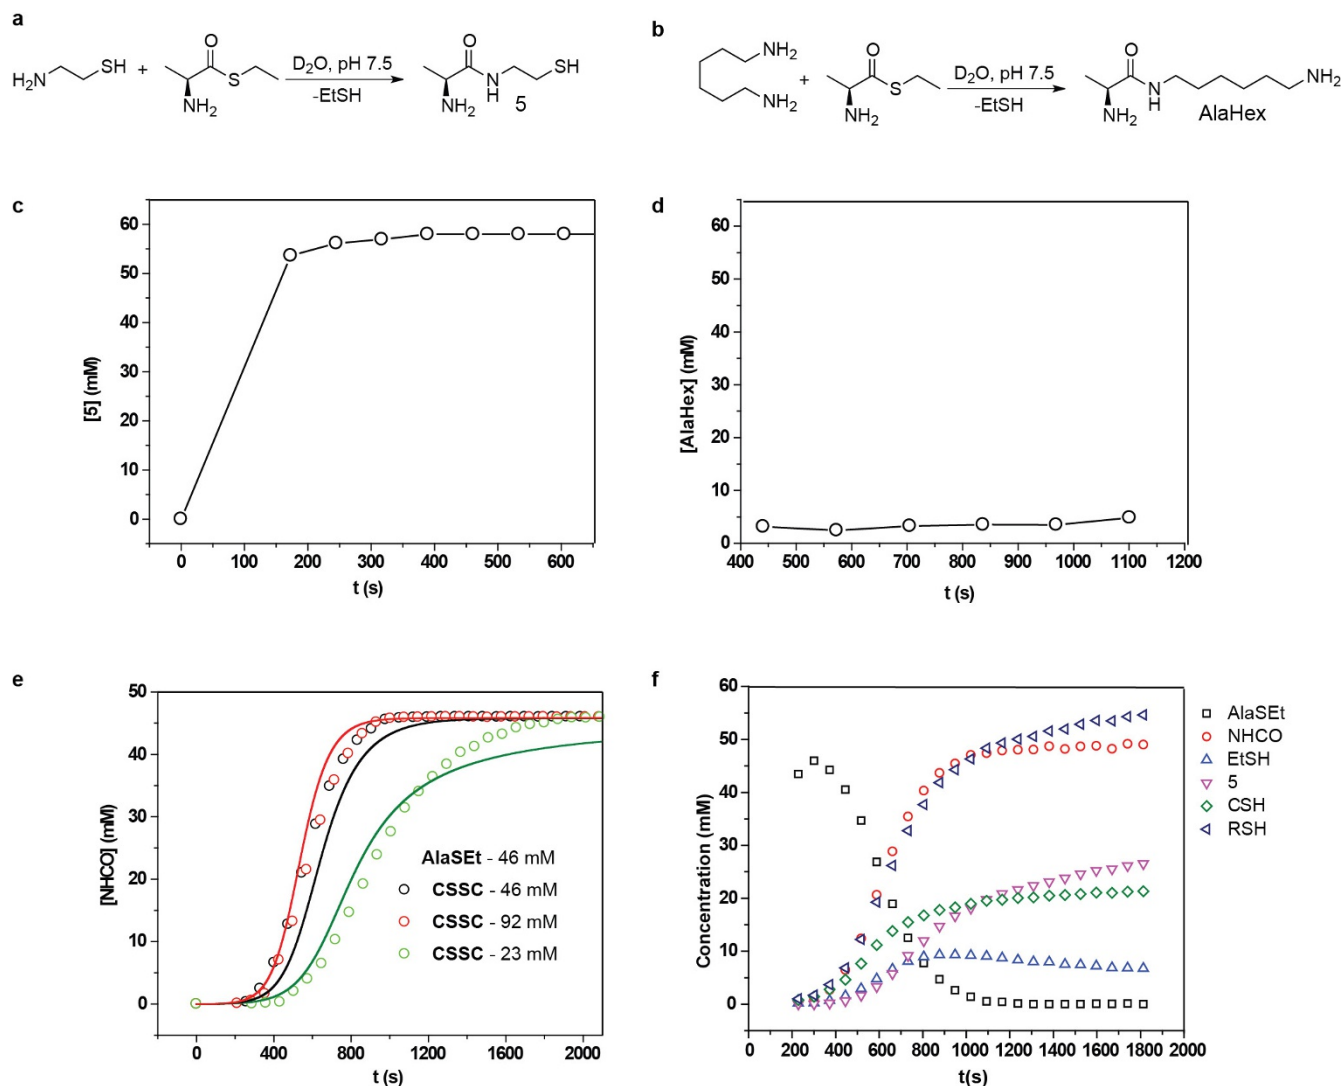 a
H₂N
SH
+
O
S
NH₂
D₂O, pH 7.5
-EtSH
O
N
H
SH
NH₂
5
b
NH₂
NH₂
+
O
S
NH₂
D₂O, pH 7.5
-EtSH
O
N
H
NH₂
NH₂
AlaHex
c
[5] (mM)
60
50
40
30
20
10
0
0 100 200 300 400 500 600
t (s)
d
[AlaHex] (mM)
60
50
40
30
20
10
0
400 500 600 700 800 900 1000 1100 1200
t (s)
e
[NHCO] (mM)
50
40
30
20
10
0
AlaSEt - 46 mM
CSSC - 46 mM
CSSC - 92 mM
CSSC - 23 mM
0 400 800 1200 1600 2000
t (s)
f
Concentration (mM)
60
50
40
30
20
10
0
0 200 400 600 800 1000 1200 1400 1600 1800 2000
t(s)
AlaSEt
NHCO
EtSH
5
CSH
RSH